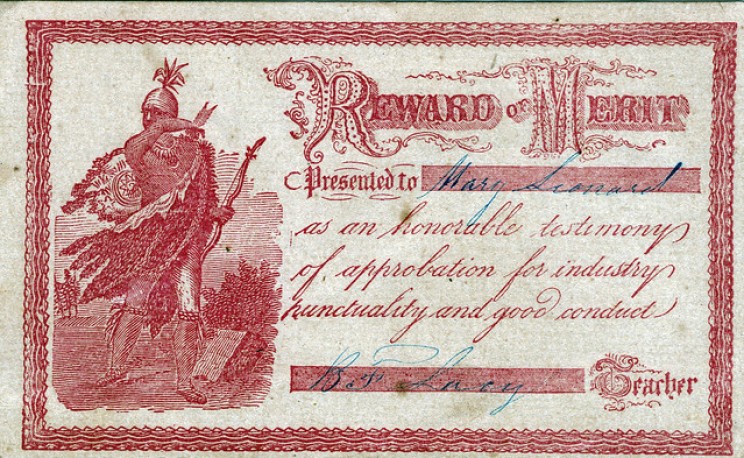 REWARD OF MERIT
Presented to Mary Leonard
as an honorable testimony
of approbation for industry
punctuality and good conduct
B F Lacy Teacher